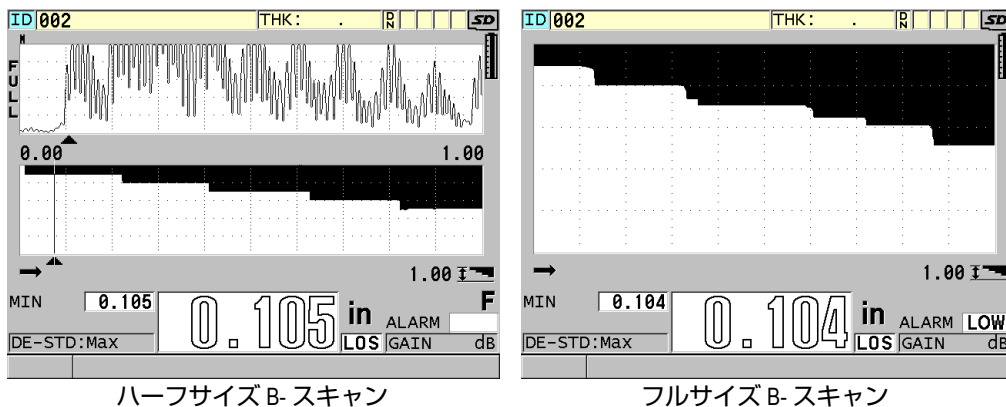 ID 002 THK: . DN SD
FULL
0.00 1.00
1.00
MIN 0.105 0.105 in F
ALARM
DE-STD:Max LOS GAIN dB
ハーフサイズ B- スキャン
ID 002 THK: . DN SD
1.00
MIN 0.104 0.104 in
ALARM LOW
DE-STD:Max LOS GAIN dB
フルサイズ B- スキャン